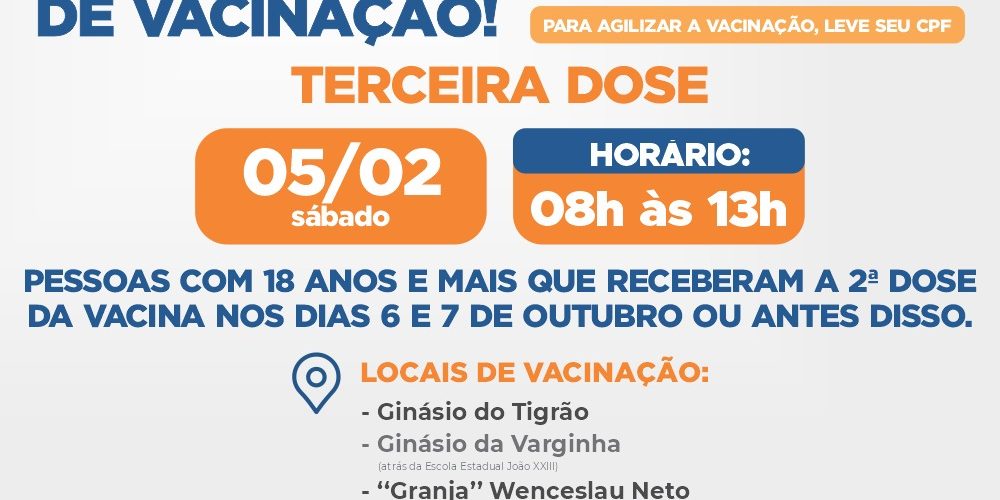 DE VACINAÇÃO!
PARA AGILIZAR A VACINAÇÃO, LEVE SEU CPF
TERCEIRA DOSE
05/02
sábado
HORÁRIO:
08h às 13h
PESSOAS COM 18 ANOS E MAIS QUE RECEBERAM A 2ª DOSE
DA VACINA NOS DIAS 6 E 7 DE OUTUBRO OU ANTES DISSO.
LOCAIS DE VACINAÇÃO:
- Ginásio do Tigrão
- Ginásio da Varginha
(atrás da Escola Estadual João XXIII)
- “Granja” Wenceslau Neto